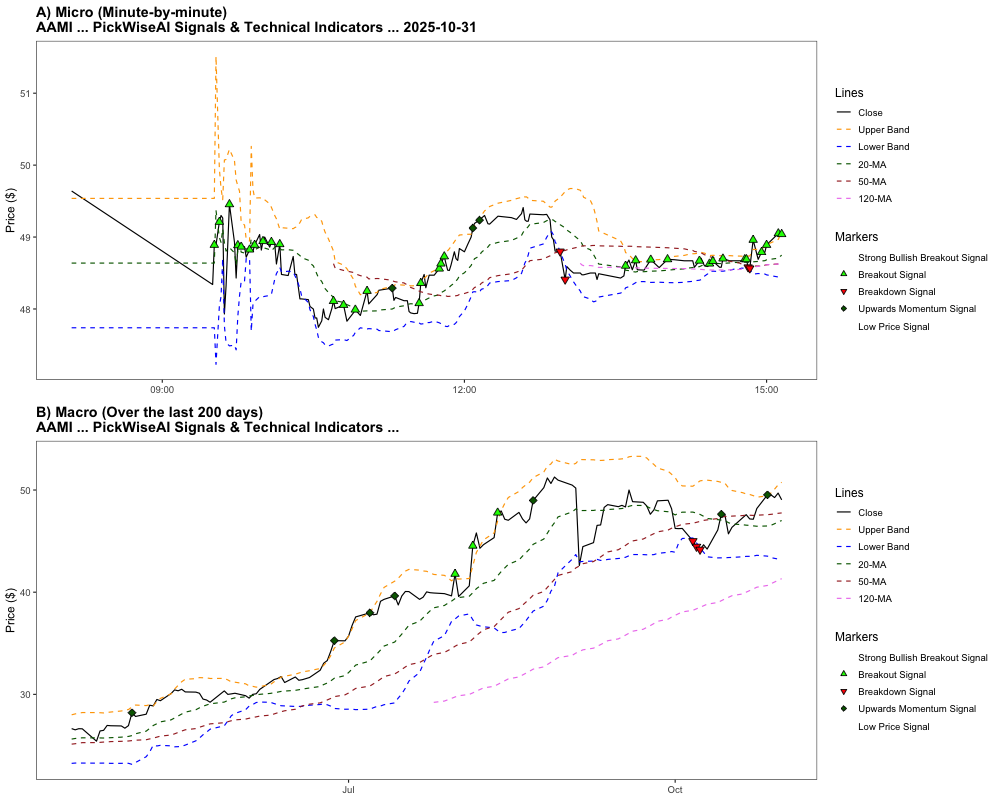 A) Micro (Minute-by-minute)
AAMI ... PickWiseAI Signals & Technical Indicators ... 2025-10-31
Price ($)
51
50
49
48
09:00
12:00
15:00
Lines
Close
Upper Band
Lower Band
20-MA
50-MA
120-MA
Markers
Strong Bullish Breakout Signal
Breakout Signal
Breakdown Signal
Upwards Momentum Signal
Low Price Signal
B) Macro (Over the last 200 days)
AAMI ... PickWiseAI Signals & Technical Indicators ...
Price ($)
50
40
30
Jul
Oct
Lines
Close
Upper Band
Lower Band
20-MA
50-MA
120-MA
Markers
Strong Bullish Breakout Signal
Breakout Signal
Breakdown Signal
Upwards Momentum Signal
Low Price Signal